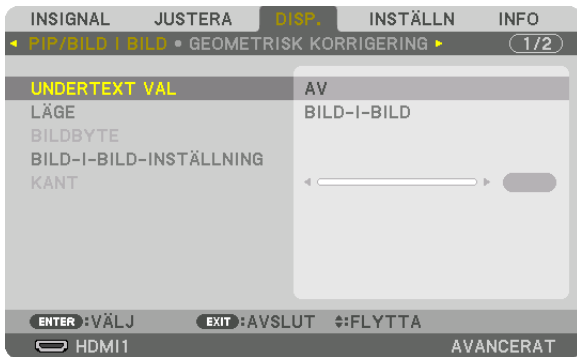 INSIGNAL JUSTERA DISP. INSTÄLLN INFO
PIP/BILD I BILD • GEOMETRISK KORRIGERING 1/2
UNDERTEXT VAL AV
LÄGE BILD-I-BILD
BILDBYTE
BILD-I-BILD-INSTÄLLNING
KANT
ENTER :VÄLJ EXIT :AVSLUT :FLYTTA
HDMI1 AVANCERAT